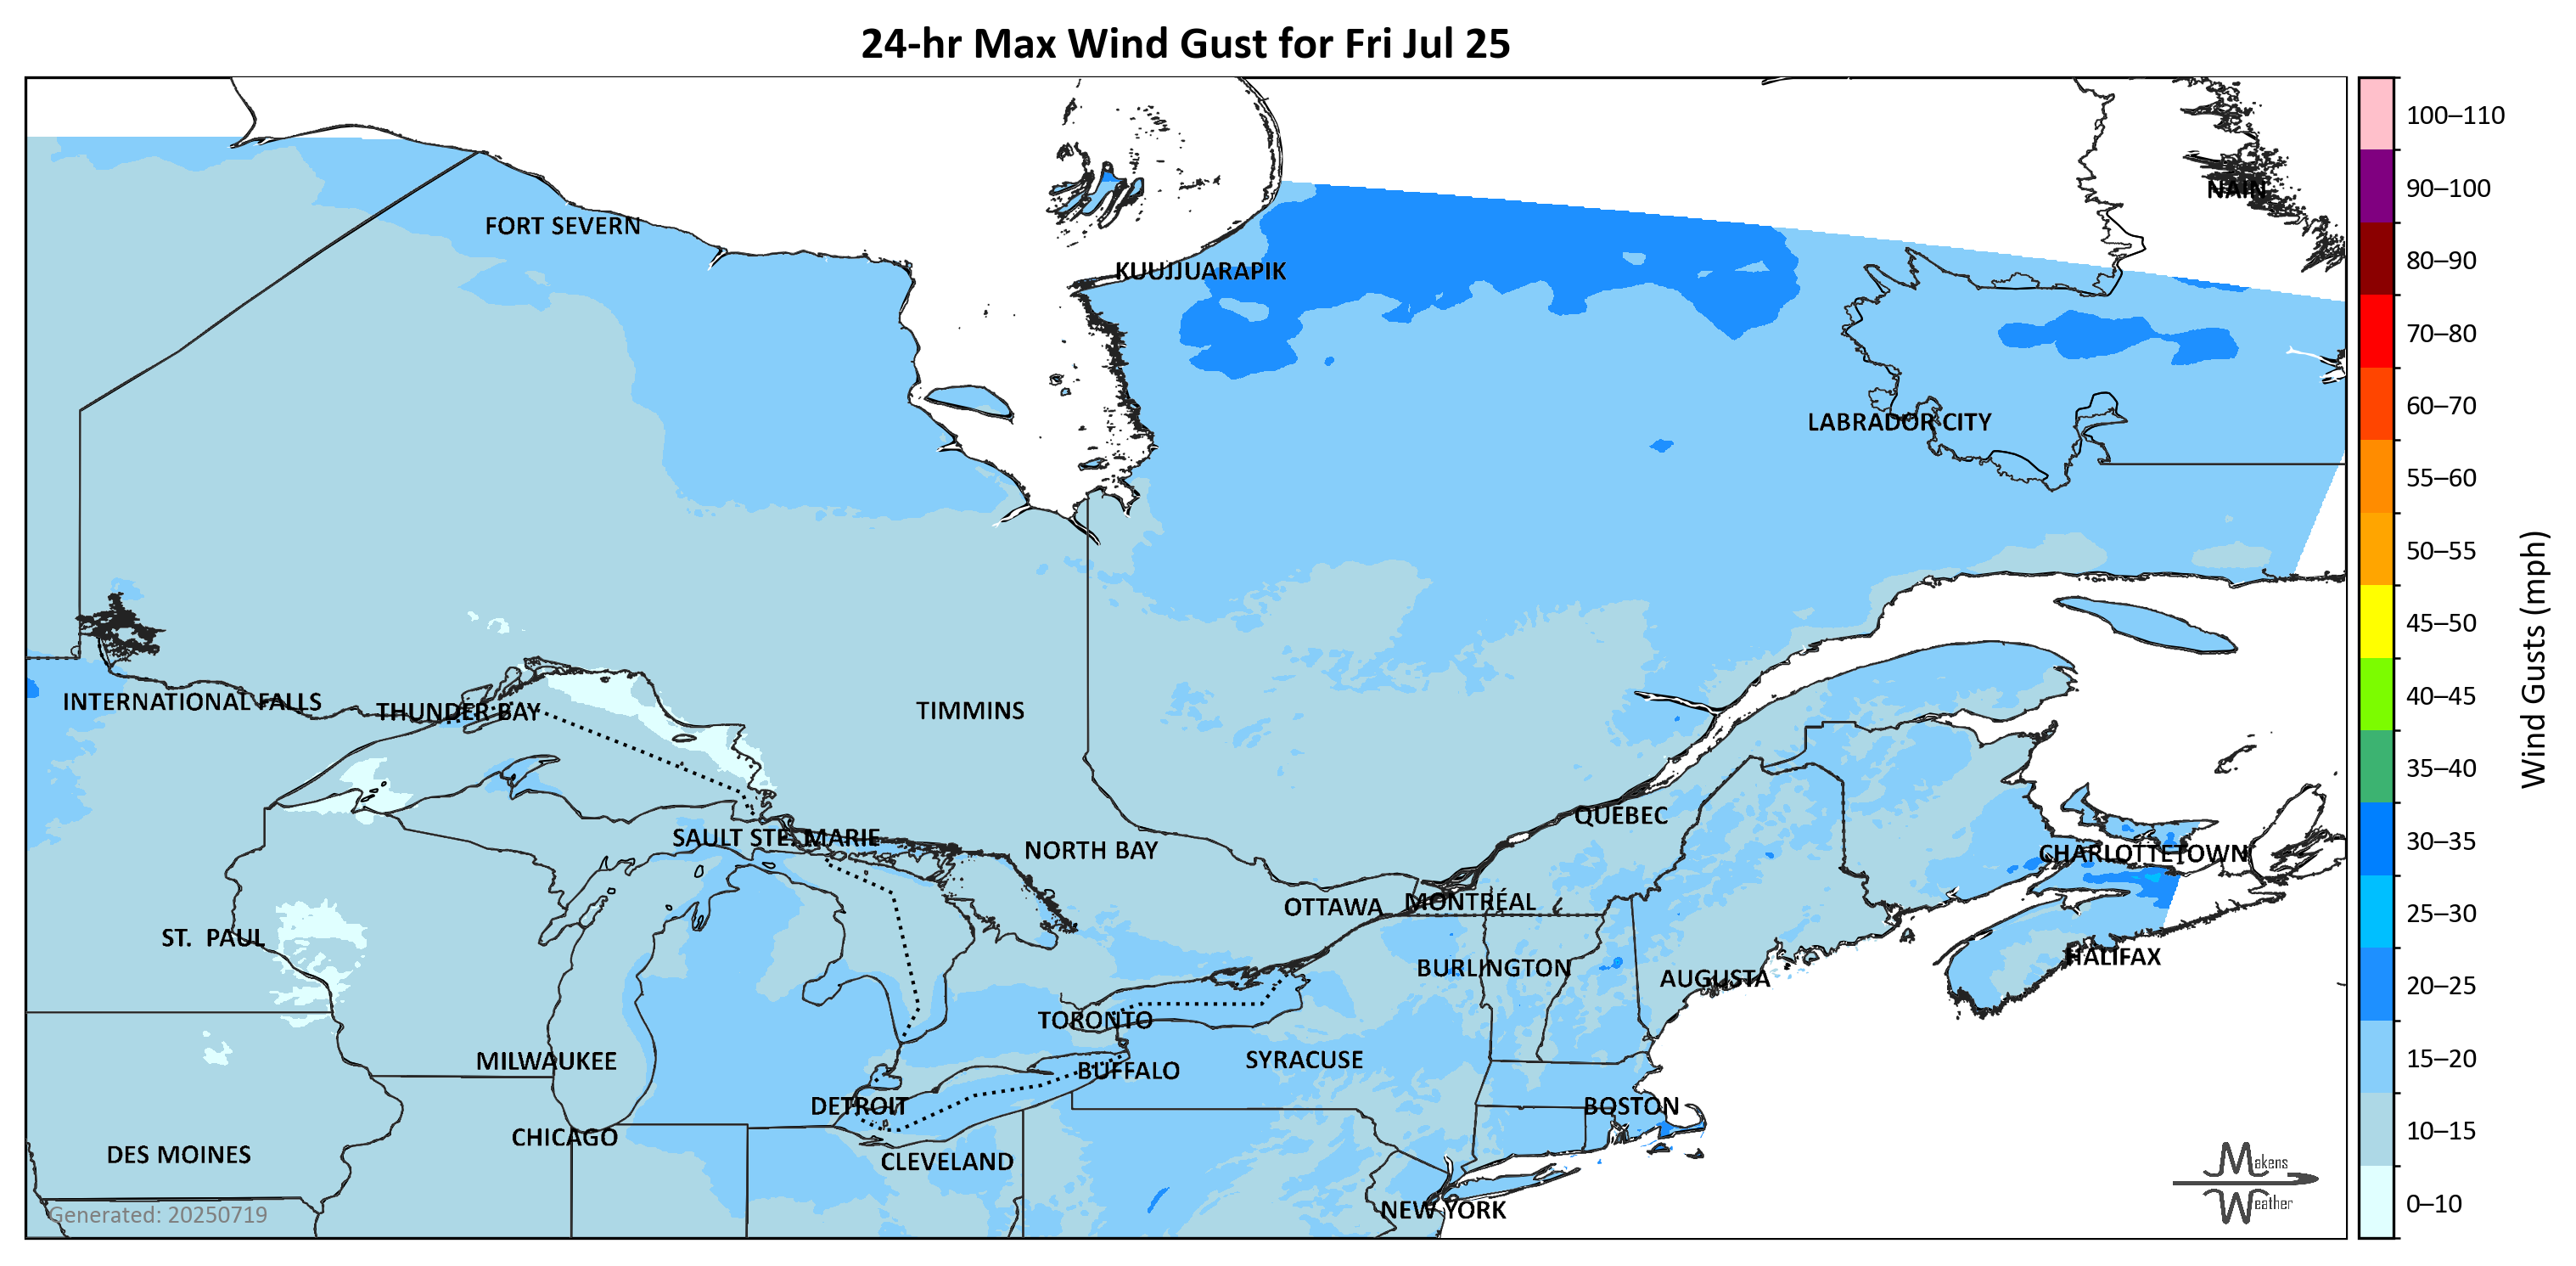 24-hr Max Wind Gust for Fri Jul 25
NAIN
FORT SEVERN
KUUJJUARAPIK
LABRADOR CITY
INTERNATIONAL FALLS
THUNDER BAY
TIMMINS
QUEBEC
SAULT STE. MARIE
NORTH BAY
CHARLOTTETOWN
OTTAWA
MONTRÉAL
ST. PAUL
HALIFAX
BURLINGTON
AUGUSTA
TORONTO
MILWAUKEE
SYRACUSE
BUFFALO
DETROIT
BOSTON
CHICAGO
DES MOINES
CLEVELAND
NEW YORK
Generated: 20250719
Makens
Weather
100–110
90–100
80–90
70–80
60–70
55–60
50–55
45–50
40–45
35–40
30–35
25–30
20–25
15–20
10–15
0–10
Wind Gusts (mph)